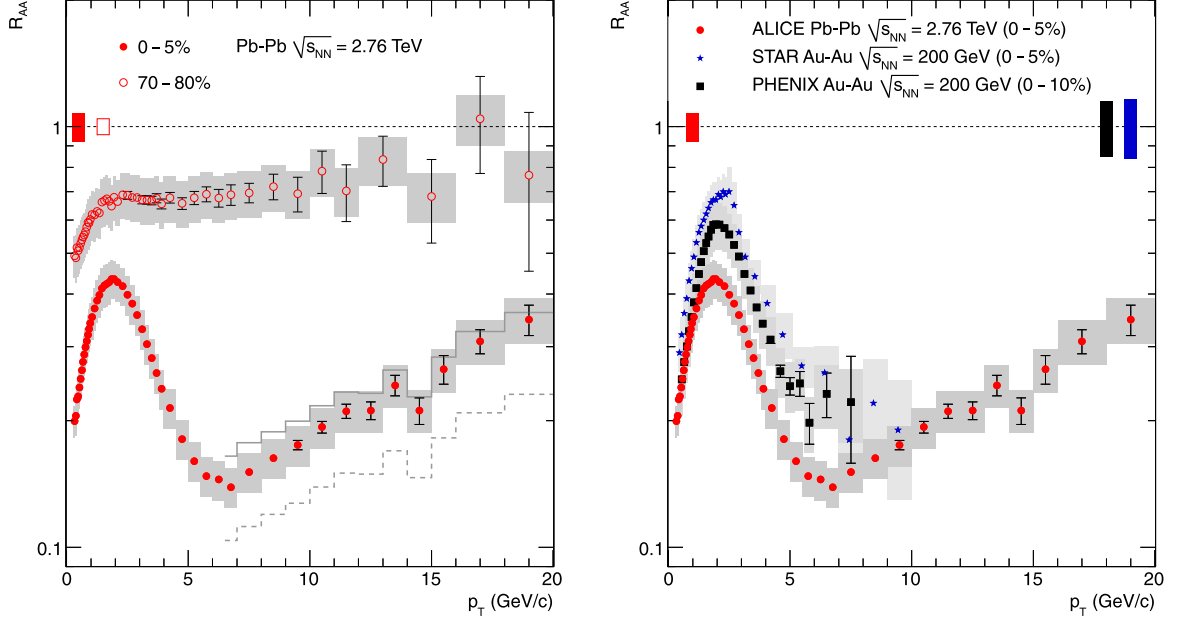 R_AA
0 – 5%
Pb-Pb √s_NN = 2.76 TeV
70 – 80%
1
0.1
0 5 10 15 20
p_T (GeV/c)
R_AA
ALICE Pb-Pb √s_NN = 2.76 TeV (0 – 5%)
STAR Au-Au √s_NN = 200 GeV (0 – 5%)
PHENIX Au-Au √s_NN = 200 GeV (0 – 10%)
1
0.1
0 5 10 15 20
p_T (GeV/c)